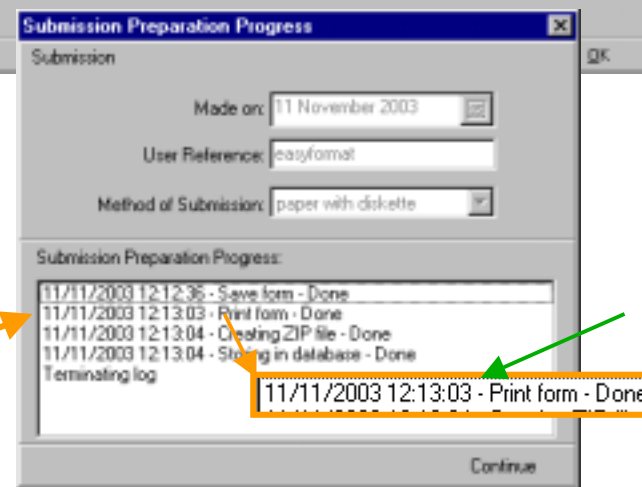 Submission Preparation Progress
OK
Submission
Made on: 11 November 2003
User Reference: easyformat
Method of Submission: paper with diskette
Submission Preparation Progress:
11/11/2003 12:12:36 - Save form - Done
11/11/2003 12:13:03 - Print form - Done
11/11/2003 12:13:04 - Creating ZIP file - Done
11/11/2003 12:13:04 - Storing in database - Done
Terminating log
11/11/2003 12:13:03 - Print form - Done
Continue